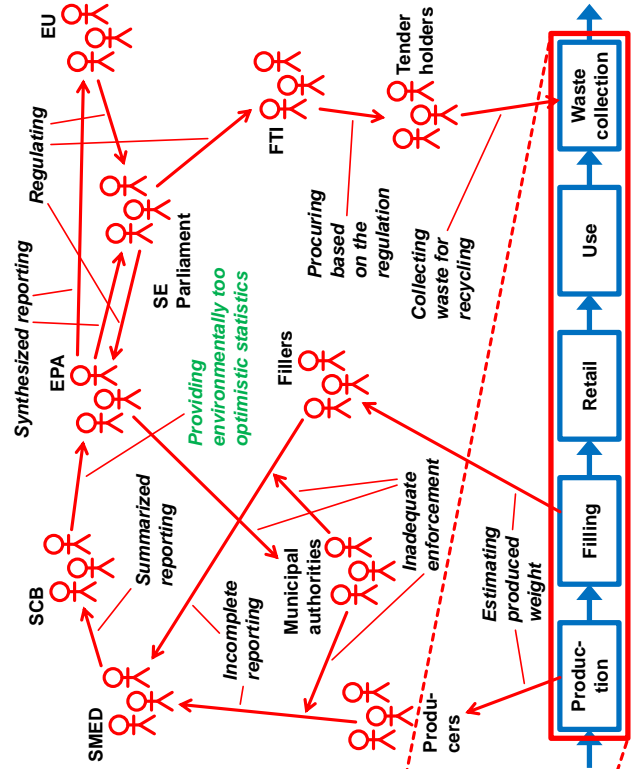 EU
Regulating
Synthesized reporting
EPA
SE
Parliament
FTI
Tender
holders
Procuring
based
on the
regulation
Collecting
waste for
recycling
Providing
environmentally too
optimistic statistics
SCB
Summarized
reporting
SMED
Incomplete
reporting
Fillers
Municipal
authorities
Inadequate
enforcement
Produ-
cers
Estimating
produced
weight
Produc-
tion
Filling
Retail
Use
Waste
collection